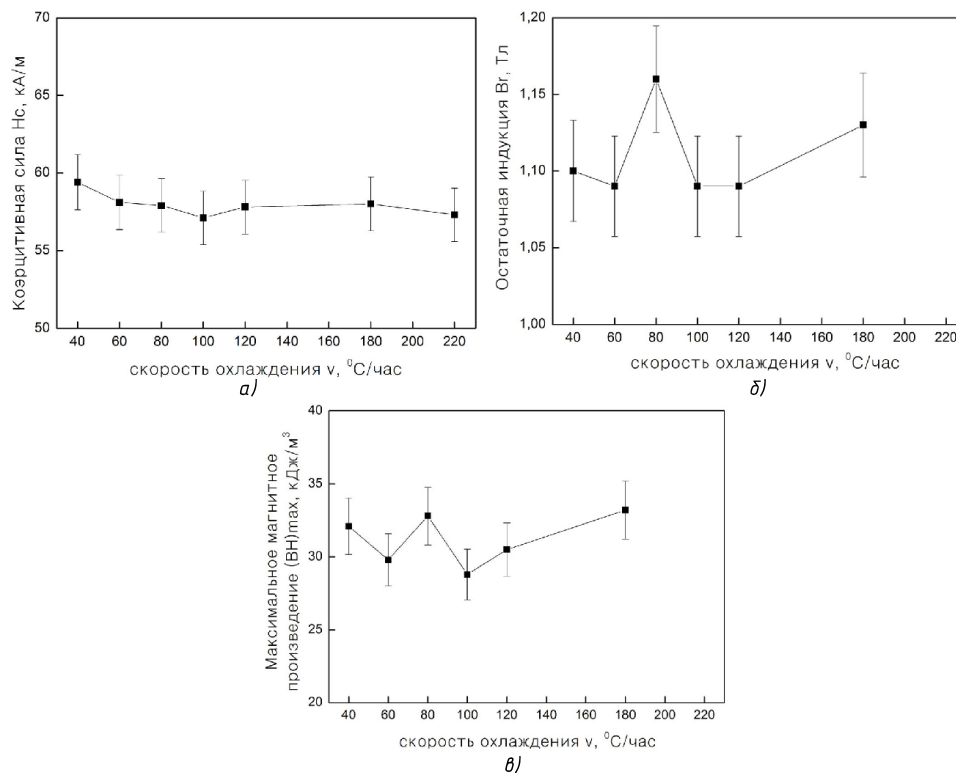 70
65
60
55
50
Коэрцитивная сила Hc, кА/м
40 60 80 100 120 140 160 180 200 220
скорость охлаждения v, ⁰C/час
а)
1,20
1,15
1,10
1,05
1,00
Остаточная индукция Br, Тл
40 60 80 100 120 140 160 180 200 220
скорость охлаждения v, ⁰C/час
б)
40
35
30
25
20
Максимальное магнитное
произведение (BH)max, кДж/м³
40 60 80 100 120 140 160 180 200 220
скорость охлаждения v, ⁰C/час
в)